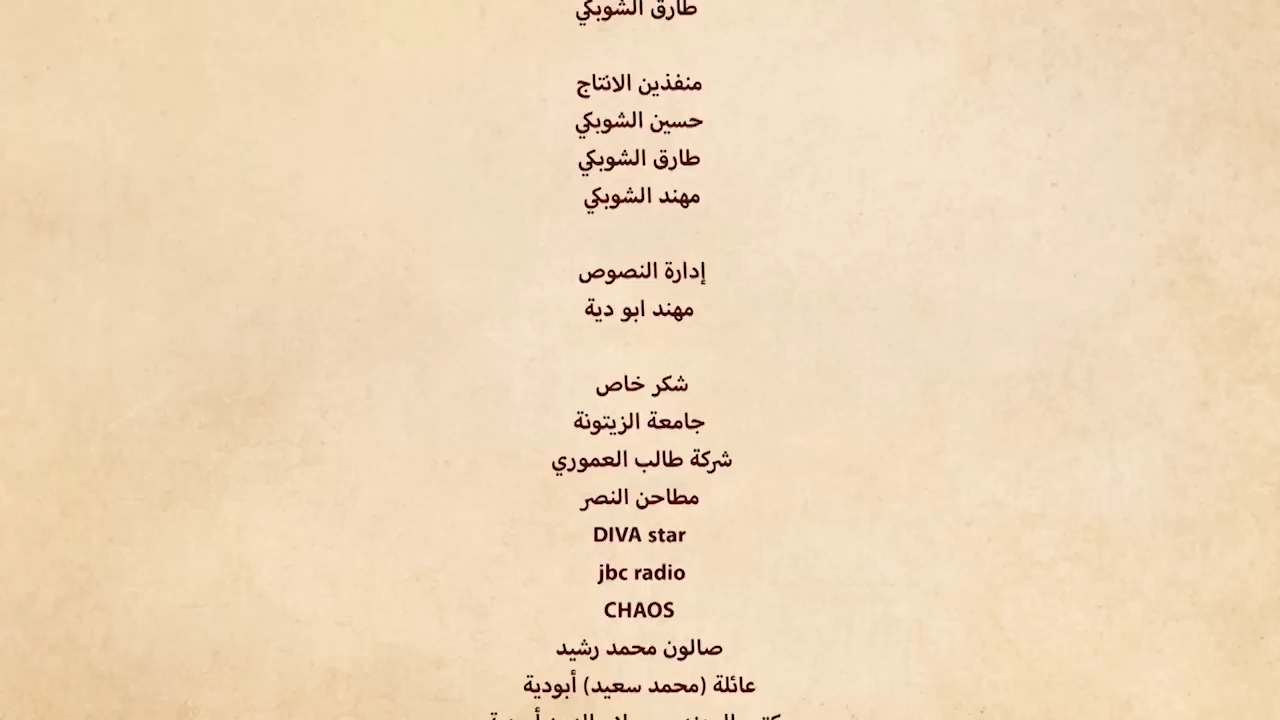 طارق الشوبكي
منفذين الانتاج
حسين الشوبكي
طارق الشوبكي
مهند الشوبكي
إدارة النصوص
مهند ابو دية
شكر خاص
جامعة الزيتونة
شركة طالب العموري
مطاحن النصر
DIVA star
jbc radio
CHAOS
صالون محمد رشيد
عائلة (محمد سعيد) أبودية